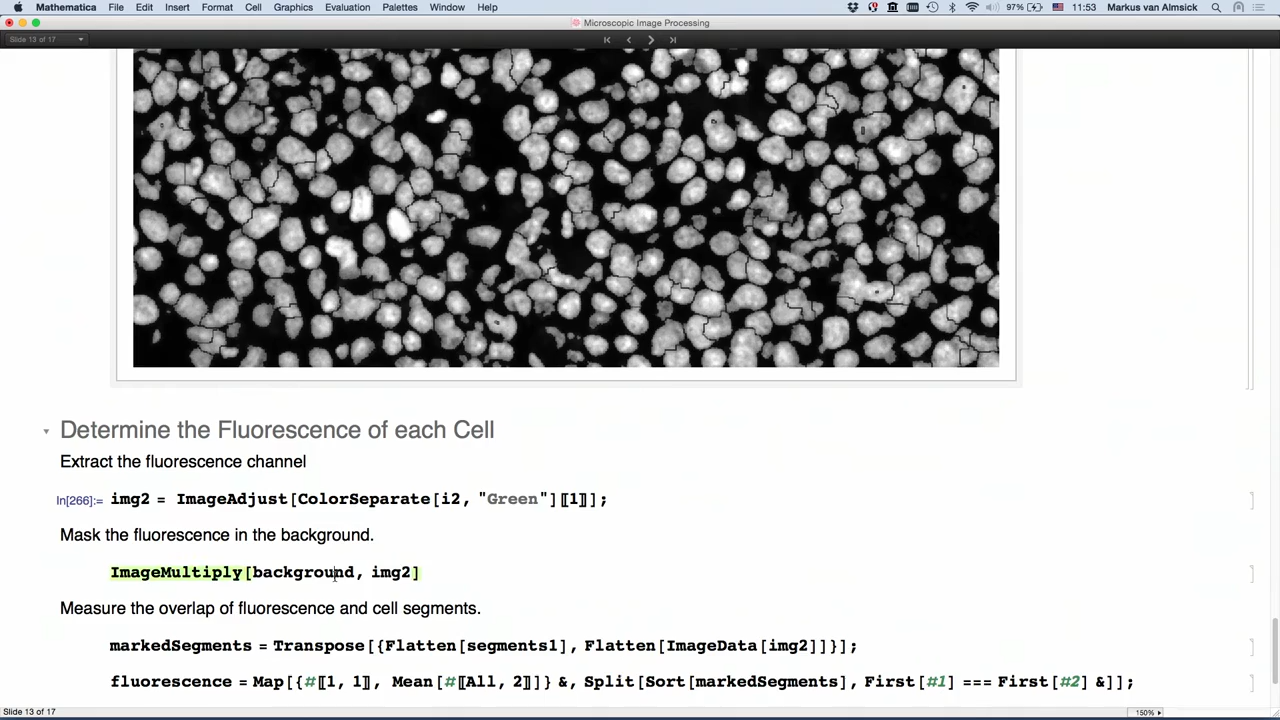 Mathematica File Edit Insert Format Cell Graphics Evaluation Palettes Window Help 97% 11:53 Markus van Almsick
Microscopic Image Processing
Slide 13 of 17
Determine the Fluorescence of each Cell
Extract the fluorescence channel
In[266]:= img2 = ImageAdjust[ColorSeparate[i2, "Green"]〚1〛];
Mask the fluorescence in the background.
ImageMultiply[background, img2]
Measure the overlap of fluorescence and cell segments.
markedSegments = Transpose[{Flatten[segments1], Flatten[ImageData[img2]]}];
fluorescence = Map[{#〚1, 1〛, Mean[#〚All, 2〛]} &, Split[Sort[markedSegments], First[#1] === First[#2] &]];
Slide 13 of 17 150%